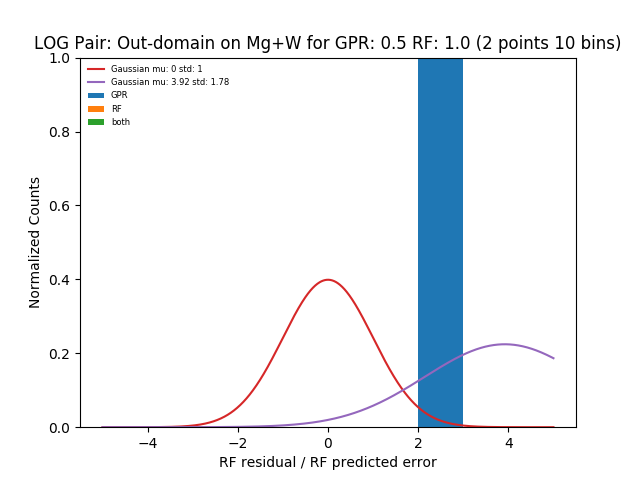 LOG Pair: Out-domain on Mg+W for GPR: 0.5 RF: 1.0 (2 points 10 bins)
Gaussian mu: 0 std: 1
Gaussian mu: 3.92 std: 1.78
GPR
RF
both
1.0
0.8
0.6
0.4
0.2
0.0
Normalized Counts
−4
−2
0
2
4
RF residual / RF predicted error